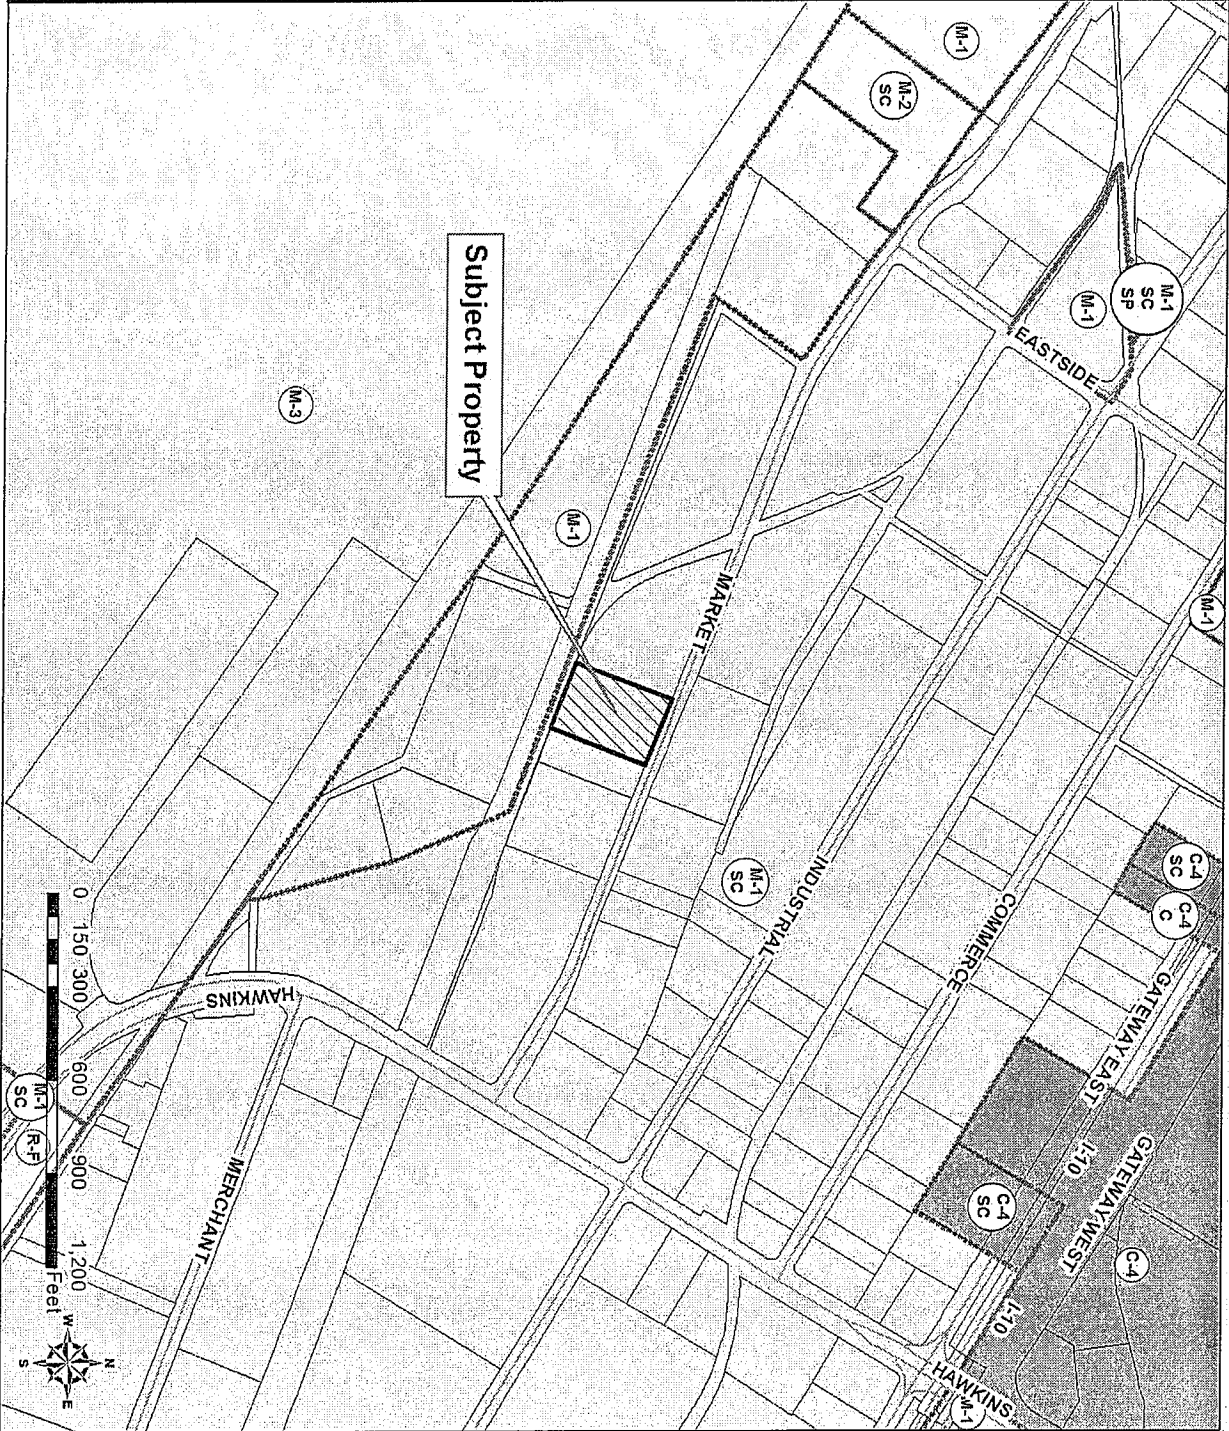 M-1
M-2
SC
M-1
SC
SP
M-1
EASTSIDE
Subject Property
M-3
M-1
MARKET
M-1
M-1
SC
INDUSTRIAL
COMMERCE
C-4
SC
C-4
C
GATEWAY EAST
I-10
GATEWAY WEST
C-4
SC
C-4
I-10
HAWKINS
M-1
HAWKINS
MERCHANT
M-1
SC
R-F
0 150 300 600 900 1,200
Feet
N
W
E
S